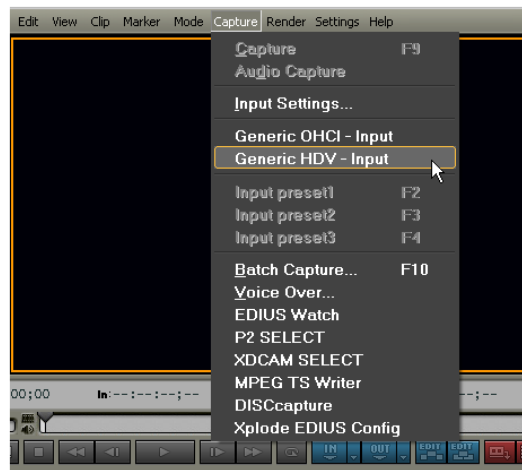 Edit View Clip Marker Mode Capture Render Settings Help
Capture F9
Audio Capture
Input Settings...
Generic OHCI - Input
Generic HDV - Input
Input preset1 F2
Input preset2 F3
Input preset3 F4
Batch Capture... F10
Voice Over...
EDIUS Watch
P2 SELECT
XDCAM SELECT
MPEG TS Writer
DISCcapture
Xplode EDIUS Config
00;00 In:--:--:--;-- --;--
IN OUT EDIT EDIT